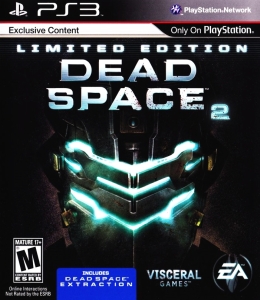 PS3
PlayStation®Network
Exclusive Content
Only On PlayStation.
LIMITED EDITION
DEAD
SPACE 2
MATURE 17+
M
ESRB
Online Interactions
Not Rated by the ESRB
INCLUDES
DEAD SPACE
EXTRACTION
VISCERAL
GAMES
EA